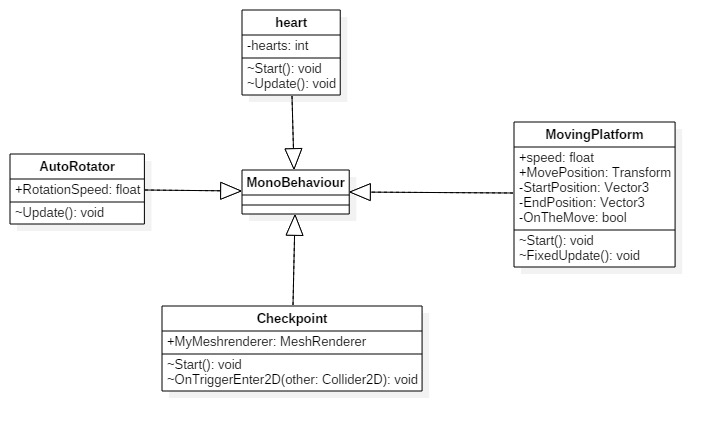 heart
-hearts: int
~Start(): void
~Update(): void
MovingPlatform
+speed: float
+MovePosition: Transform
-StartPosition: Vector3
-EndPosition: Vector3
-OnTheMove: bool
~Start(): void
~FixedUpdate(): void
AutoRotator
+RotationSpeed: float
~Update(): void
MonoBehaviour
Checkpoint
+MyMeshrenderer: MeshRenderer
~Start(): void
~OnTriggerEnter2D(other: Collider2D): void